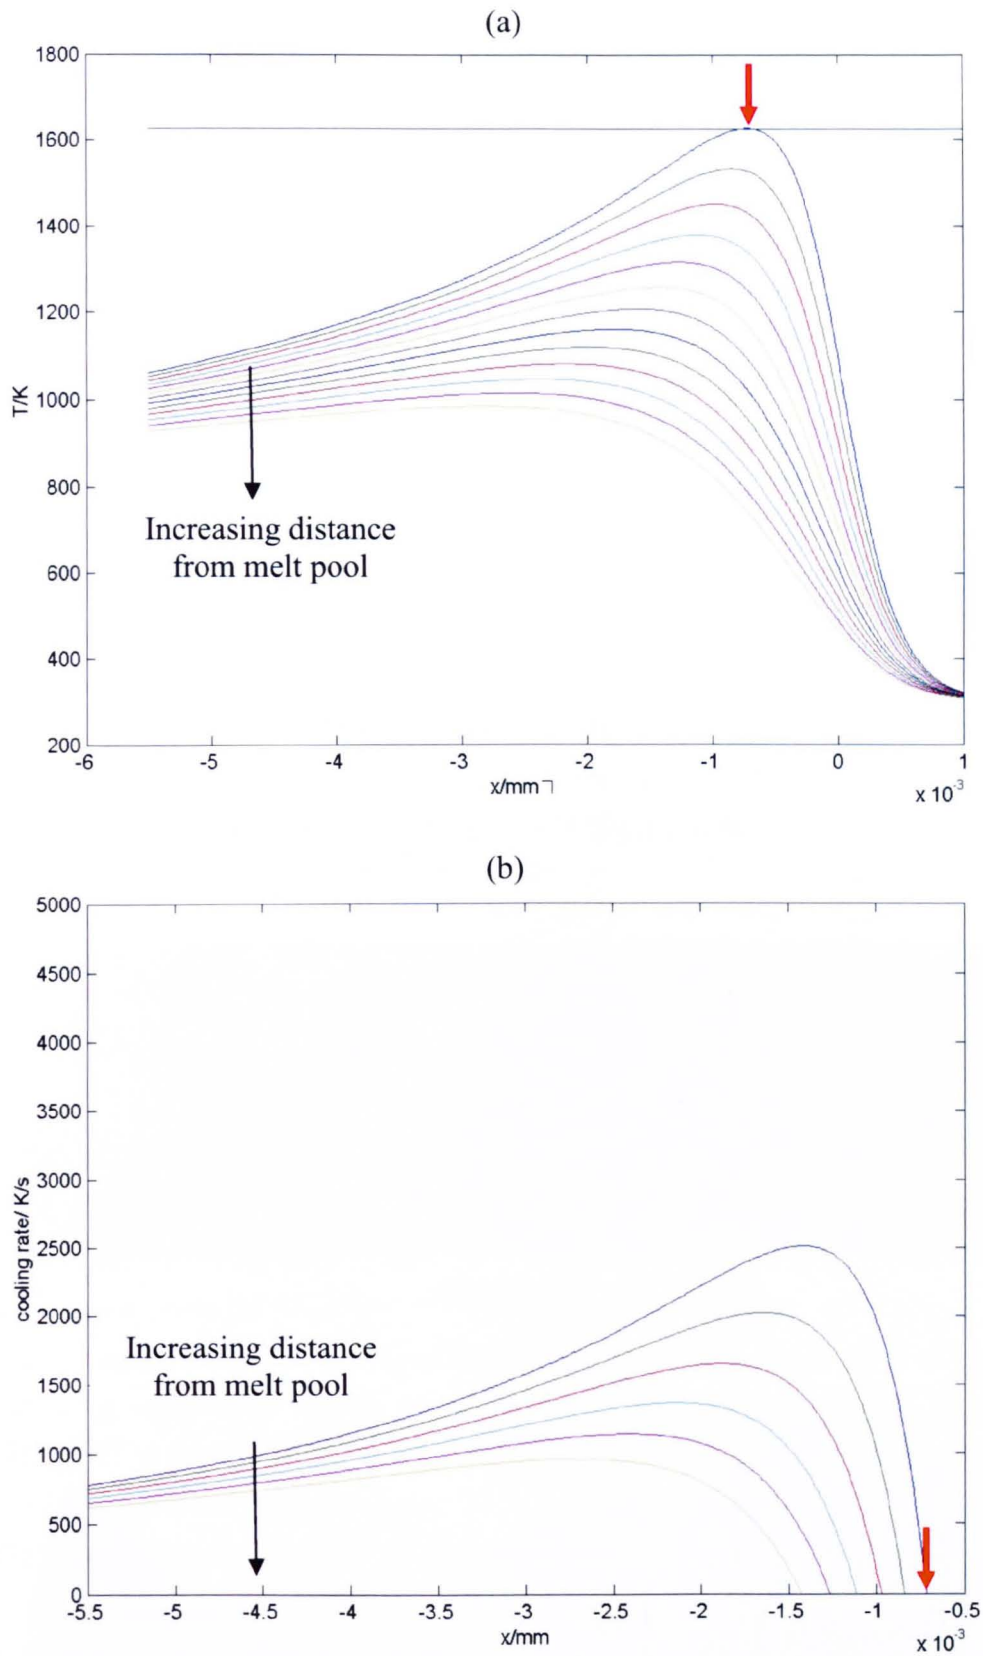 (a)
1800
1600
1400
1200
1000
800
600
400
200
T/K
-6 -5 -4 -3 -2 -1 0 1
x/mm
x 10-3
Increasing distance
from melt pool
(b)
5000
4500
4000
3500
3000
2500
2000
1500
1000
500
0
cooling rate/ K/s
Increasing distance
from melt pool
-5.5 -5 -4.5 -4 -3.5 -3 -2.5 -2 -1.5 -1 -0.5
x/mm
x 10-3